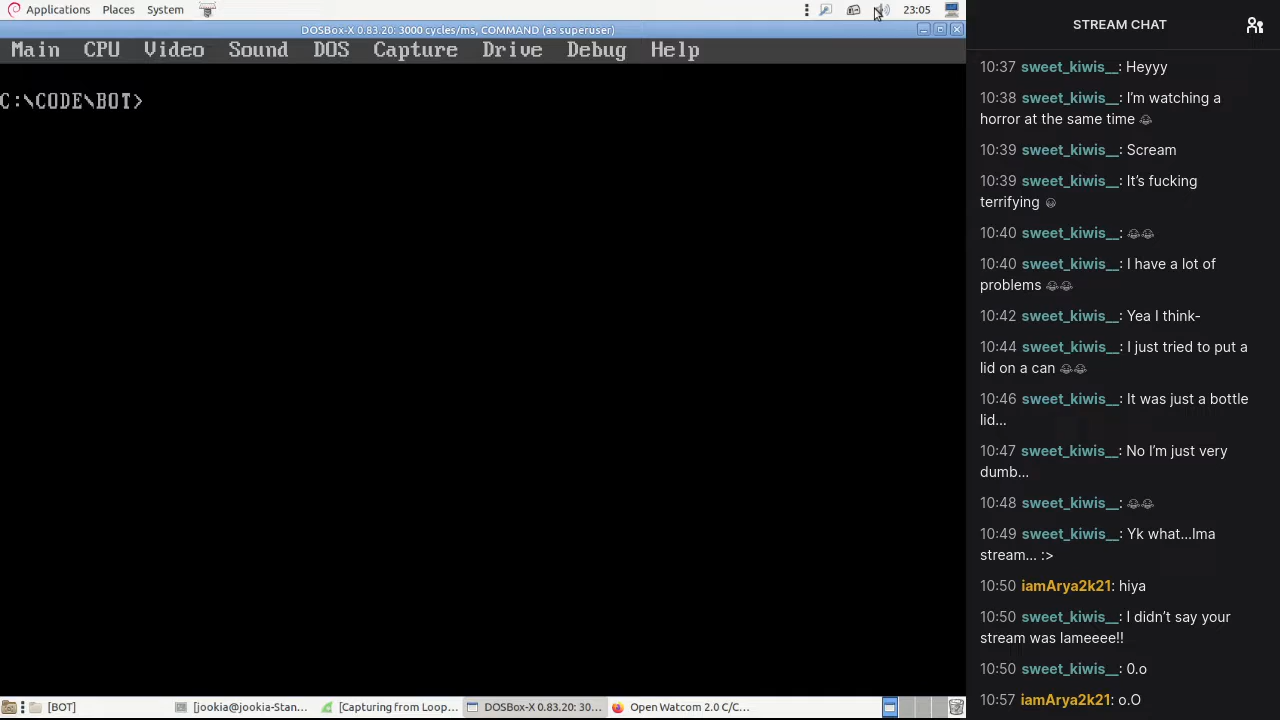 Applications Places System 23:05
DOSBox-X 0.83.20: 3000 cycles/ms, COMMAND (as superuser)
Main CPU Video Sound DOS Capture Drive Debug Help
C:\CODE\BOT>
[BOT] [jookia@jookia-Stan... [Capturing from Loop... DOSBox-X 0.83.20: 30... Open Watcom 2.0 C/C...
STREAM CHAT
10:37 sweet_kiwis__: Heyyy
10:38 sweet_kiwis__: I'm watching a
horror at the same time 😂
10:39 sweet_kiwis__: Scream
10:39 sweet_kiwis__: It's fucking
terrifying
10:40 sweet_kiwis__: 😂😂
10:40 sweet_kiwis__: I have a lot of
problems 😂😂
10:42 sweet_kiwis__: Yea I think-
10:44 sweet_kiwis__: I just tried to put a
lid on a can 😂😂
10:46 sweet_kiwis__: It was just a bottle
lid...
10:47 sweet_kiwis__: No I'm just very
dumb...
10:48 sweet_kiwis__: 😂😂
10:49 sweet_kiwis__: Yk what...Ima
stream... :>
10:50 iamArya2k21: hiya
10:50 sweet_kiwis__: I didn't say your
stream was lameeee!!
10:50 sweet_kiwis__: 0.o
10:57 iamArya2k21: o.O